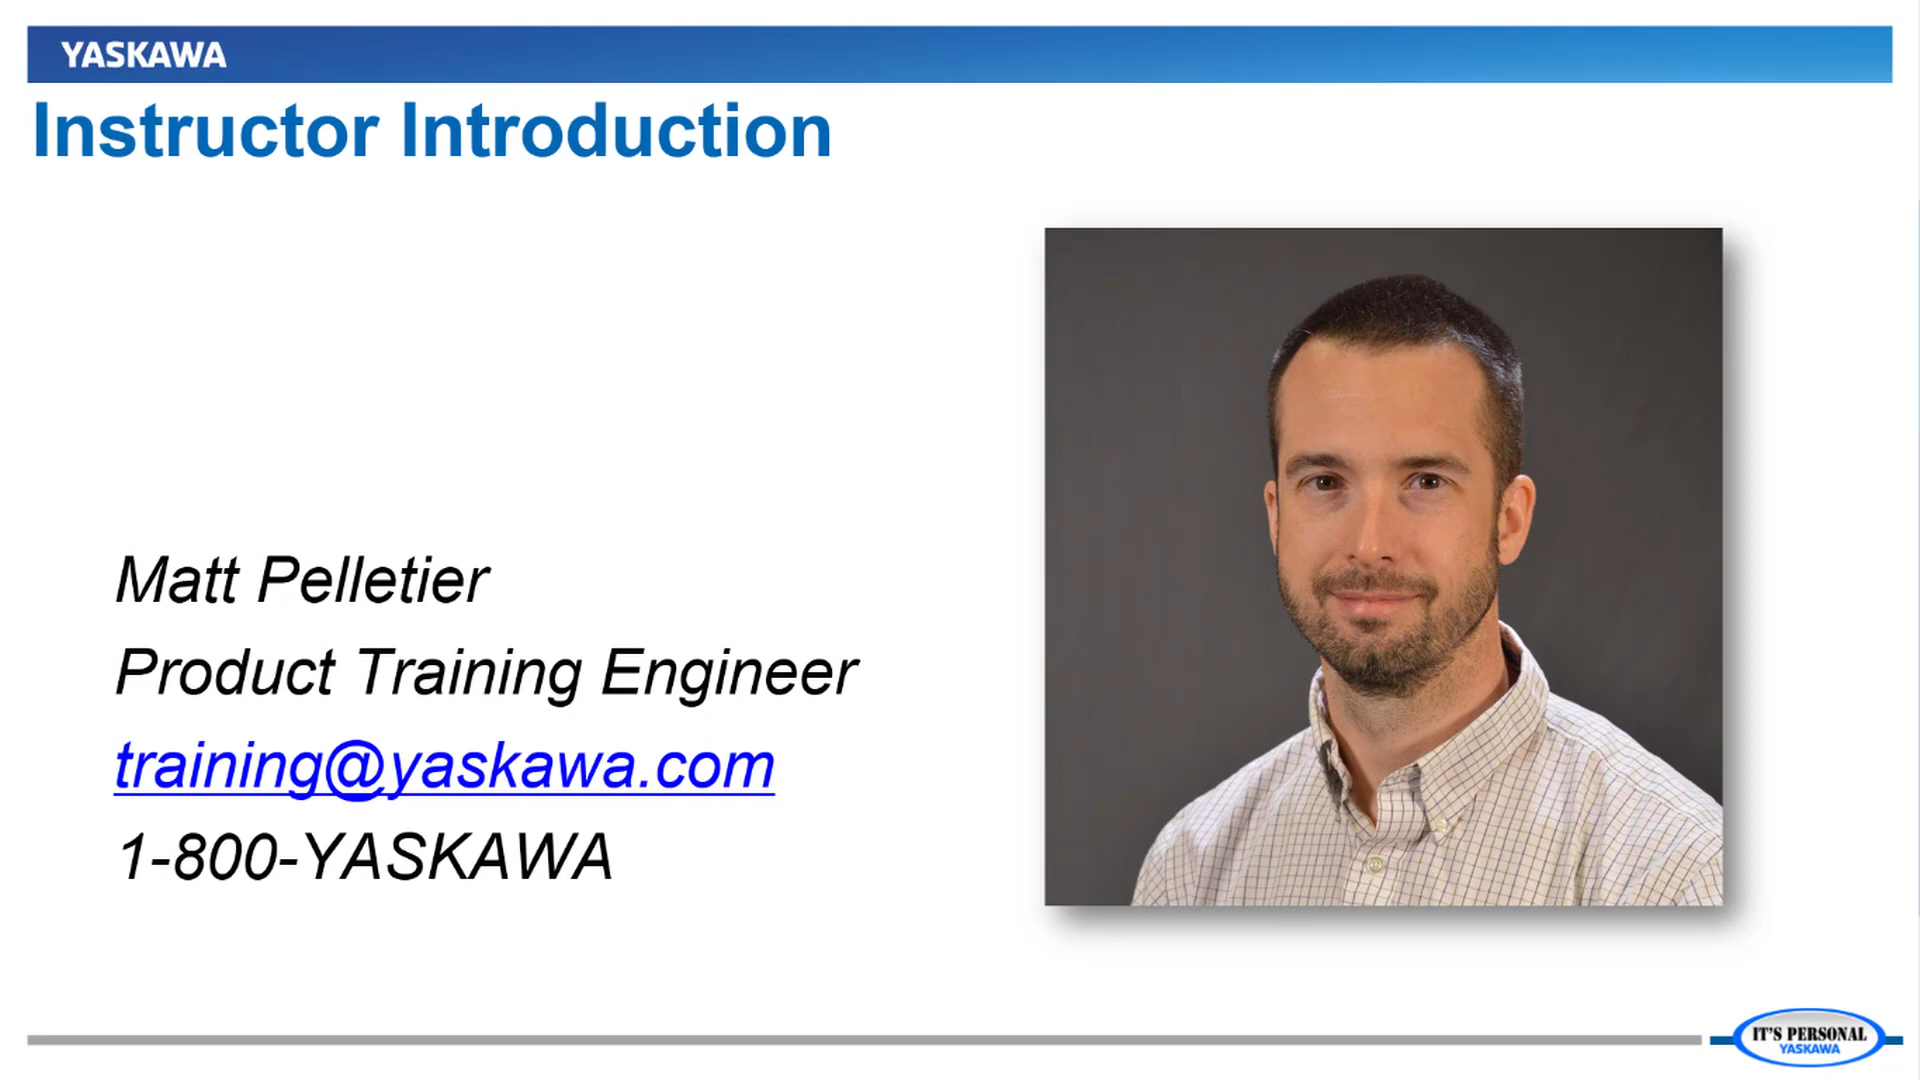 YASKAWA
Instructor Introduction
Matt Pelletier
Product Training Engineer
training@yaskawa.com
1-800-YASKAWA
IT'S PERSONAL
YASKAWA